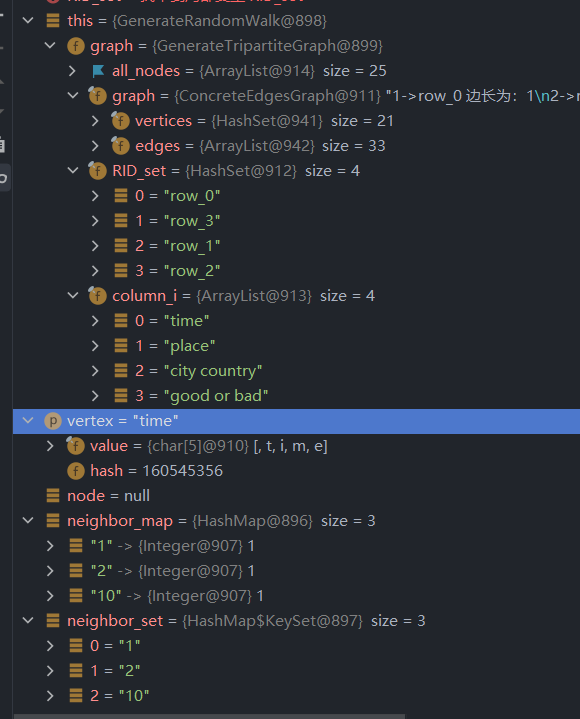 this = {GenerateRandomWalk@898}
graph = {GenerateTripartiteGraph@899}
all_nodes = {ArrayList@914} size = 25
graph = {ConcreteEdgesGraph@911} "1->row_0 边长为：1\n2->r
vertices = {HashSet@941} size = 21
edges = {ArrayList@942} size = 33
RID_set = {HashSet@912} size = 4
0 = "row_0"
1 = "row_3"
2 = "row_1"
3 = "row_2"
column_i = {ArrayList@913} size = 4
0 = "time"
1 = "place"
2 = "city country"
3 = "good or bad"
vertex = "time"
value = {char[5]@910} [, t, i, m, e]
hash = 160545356
node = null
neighbor_map = {HashMap@896} size = 3
"1" -> {Integer@907} 1
"2" -> {Integer@907} 1
"10" -> {Integer@907} 1
neighbor_set = {HashMap$KeySet@897} size = 3
0 = "1"
1 = "2"
2 = "10"